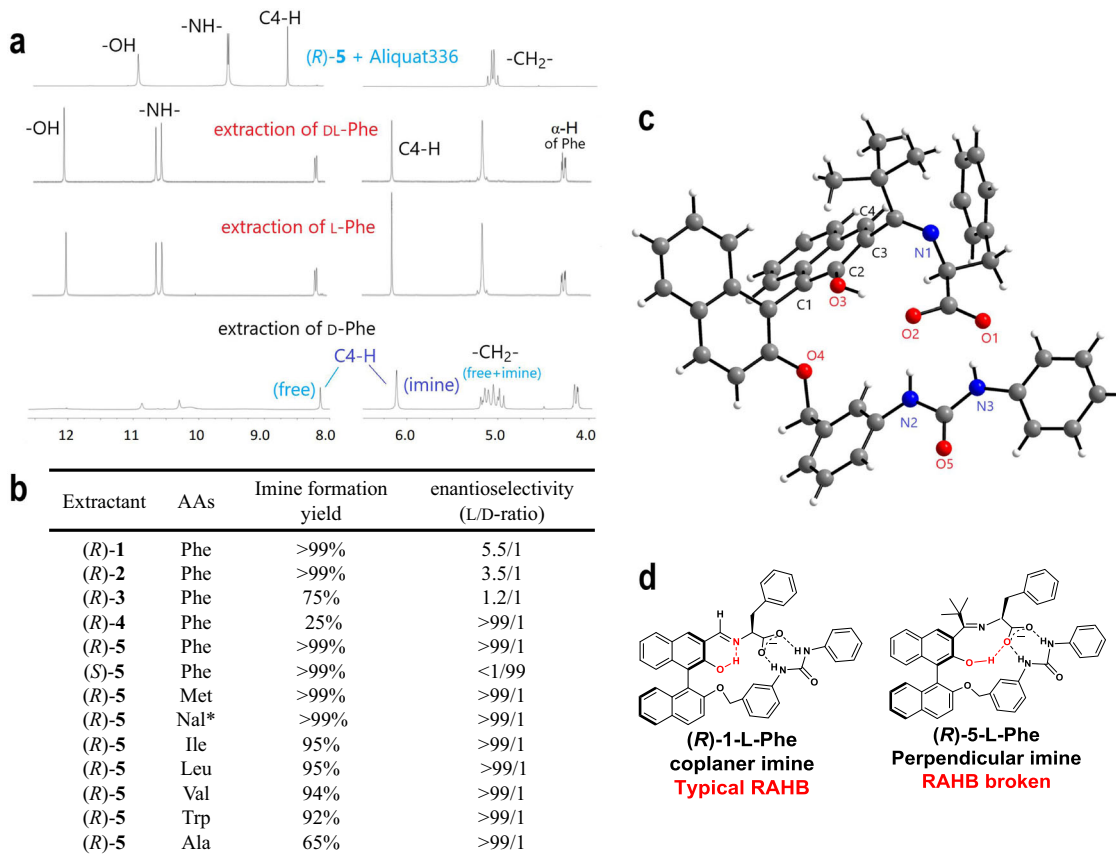 a
-OH
-NH-
C4-H
(R)-5 + Aliquat336
-CH2-
-OH
-NH-
extraction of DL-Phe
C4-H
α-H
of Phe
extraction of L-Phe
extraction of D-Phe
C4-H
(free)
(imine)
-CH2-
(free+imine)
12 11 10 9.0 8.0 6.0 5.0 4.0
b
Extractant AAs Imine formation yield enantioselectivity (L/D-ratio)
(R)-1 Phe >99% 5.5/1
(R)-2 Phe >99% 3.5/1
(R)-3 Phe 75% 1.2/1
(R)-4 Phe 25% >99/1
(R)-5 Phe >99% >99/1
(S)-5 Phe >99% <1/99
(R)-5 Met >99% >99/1
(R)-5 Nal* >99% >99/1
(R)-5 Ile 95% >99/1
(R)-5 Leu 95% >99/1
(R)-5 Val 94% >99/1
(R)-5 Trp 92% >99/1
(R)-5 Ala 65% >99/1
c
C4
C3
N1
C2
C1
O3
O2
O1
O4
N2
N3
O5
d
H
N
O
O
H
O
H
N
H
N
O
O
(R)-1-L-Phe
coplaner imine
Typical RAHB
N
O
O
H
O
H
N
H
N
O
O
(R)-5-L-Phe
Perpendicular imine
RAHB broken